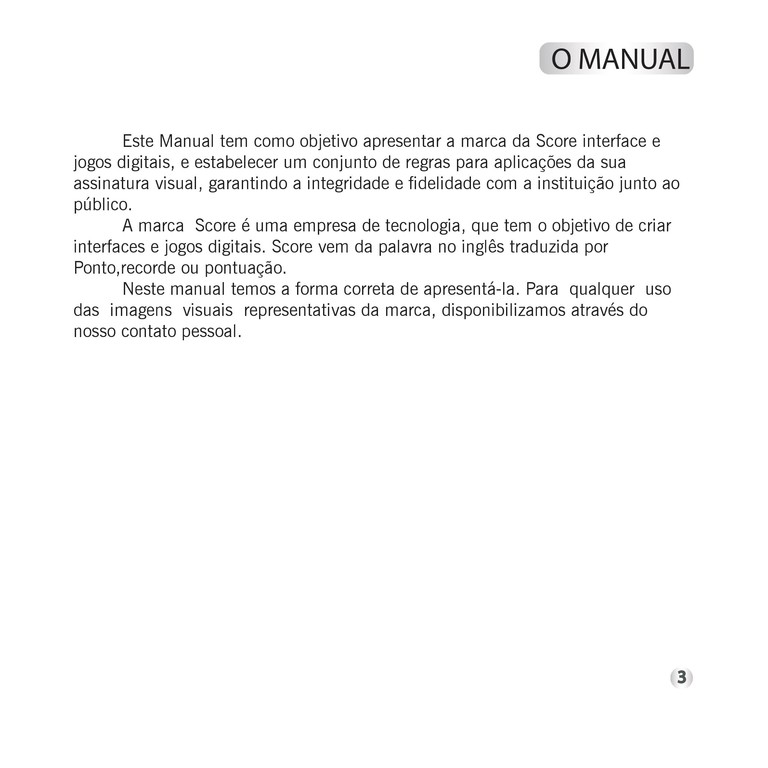 O MANUAL
Este Manual tem como objetivo apresentar a marca da Score interface e
jogos digitais, e estabelecer um conjunto de regras para aplicações da sua
assinatura visual, garantindo a integridade e fidelidade com a instituição junto ao
público.
A marca  Score é uma empresa de tecnologia, que tem o objetivo de criar
interfaces e jogos digitais. Score vem da palavra no inglês traduzida por
Ponto,recorde ou pontuação.
Neste manual temos a forma correta de apresentá-la. Para  qualquer  uso
das  imagens  visuais  representativas da marca, disponibilizamos através do
nosso contato pessoal.
3